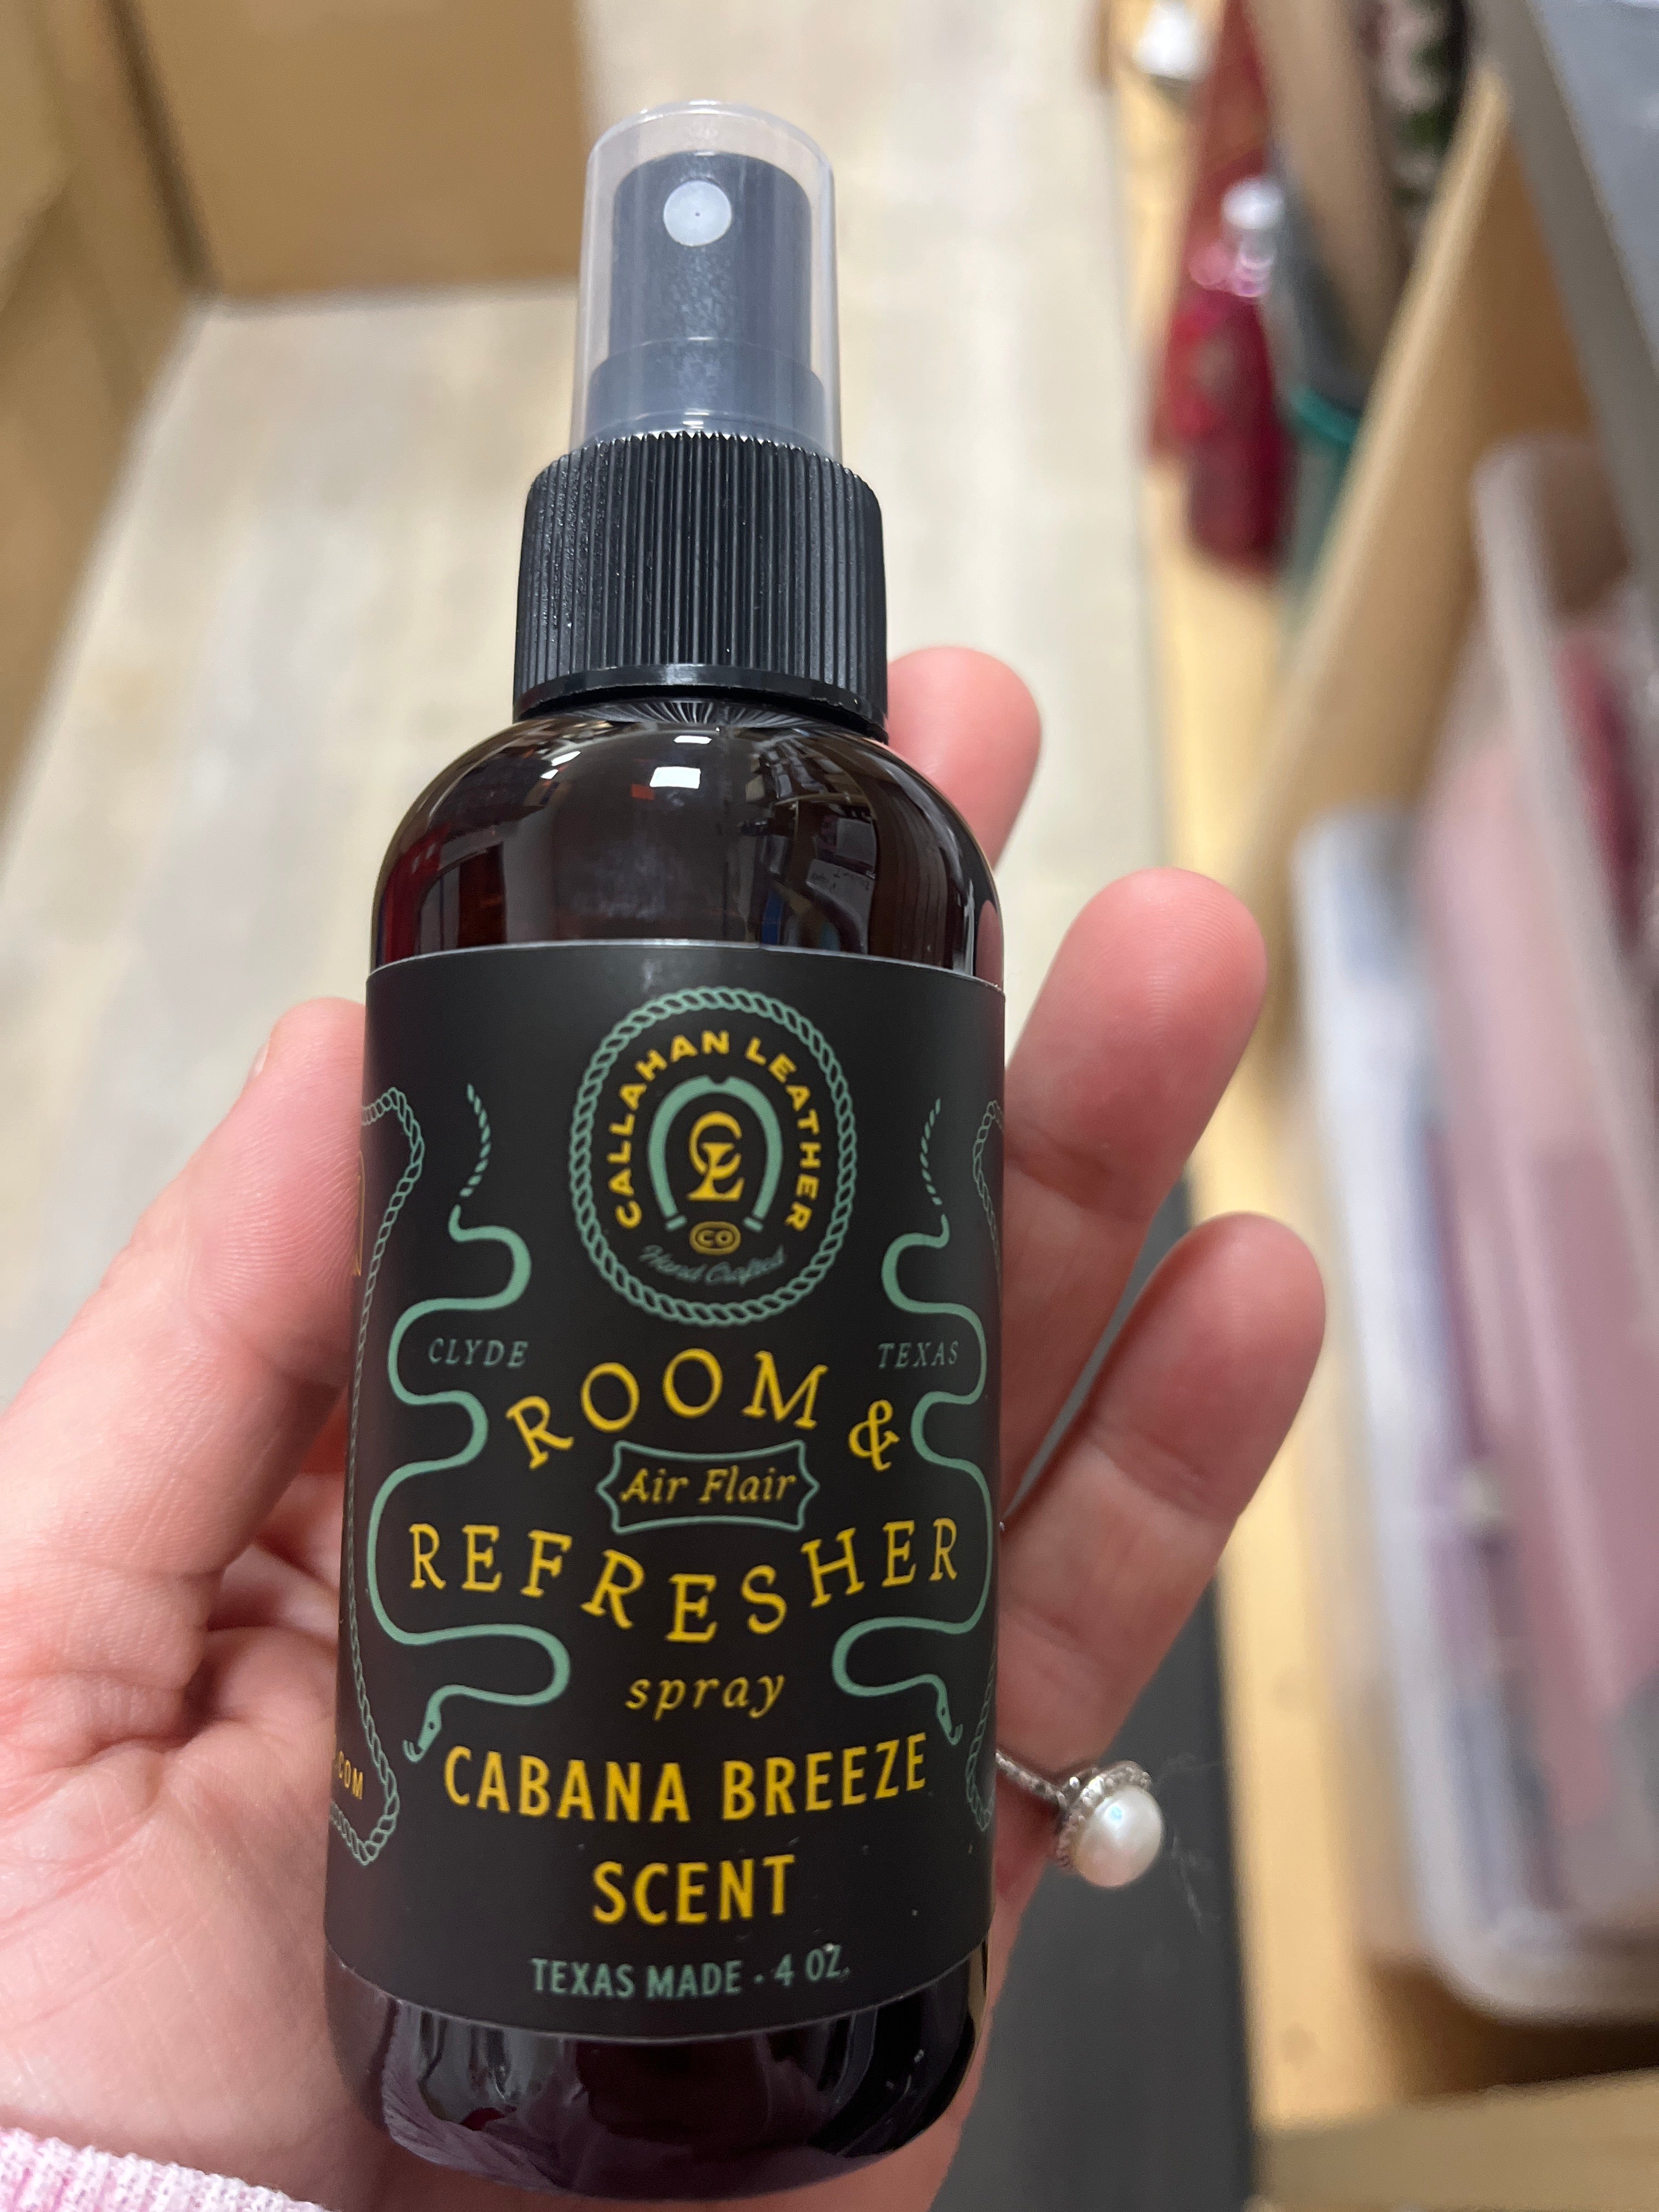 CALLAHAN LEATHER
CL
CO
Hand Crafted
CLYDE TEXAS
ROOM &
Air Flair
REFRESHER
spray
CABANA BREEZE
SCENT
TEXAS MADE - 4 OZ.
.COM